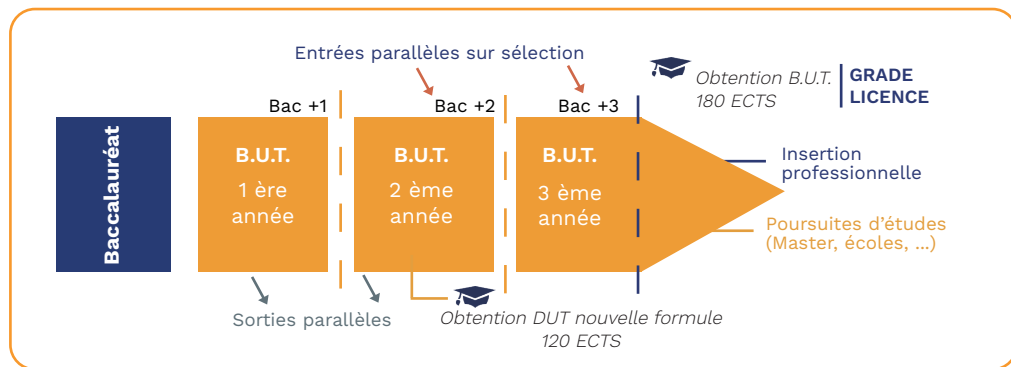 Entrées parallèles sur sélection
Obtention B.U.T.
180 ECTS
GRADE
LICENCE
Bac +1
Bac +2
Bac +3
Baccalauréat
B.U.T.
1 ère
année
B.U.T.
2 ème
année
B.U.T.
3 ème
année
Insertion
professionnelle
Poursuites d’études
(Master, écoles, ...)
Sorties parallèles
Obtention DUT nouvelle formule
120 ECTS